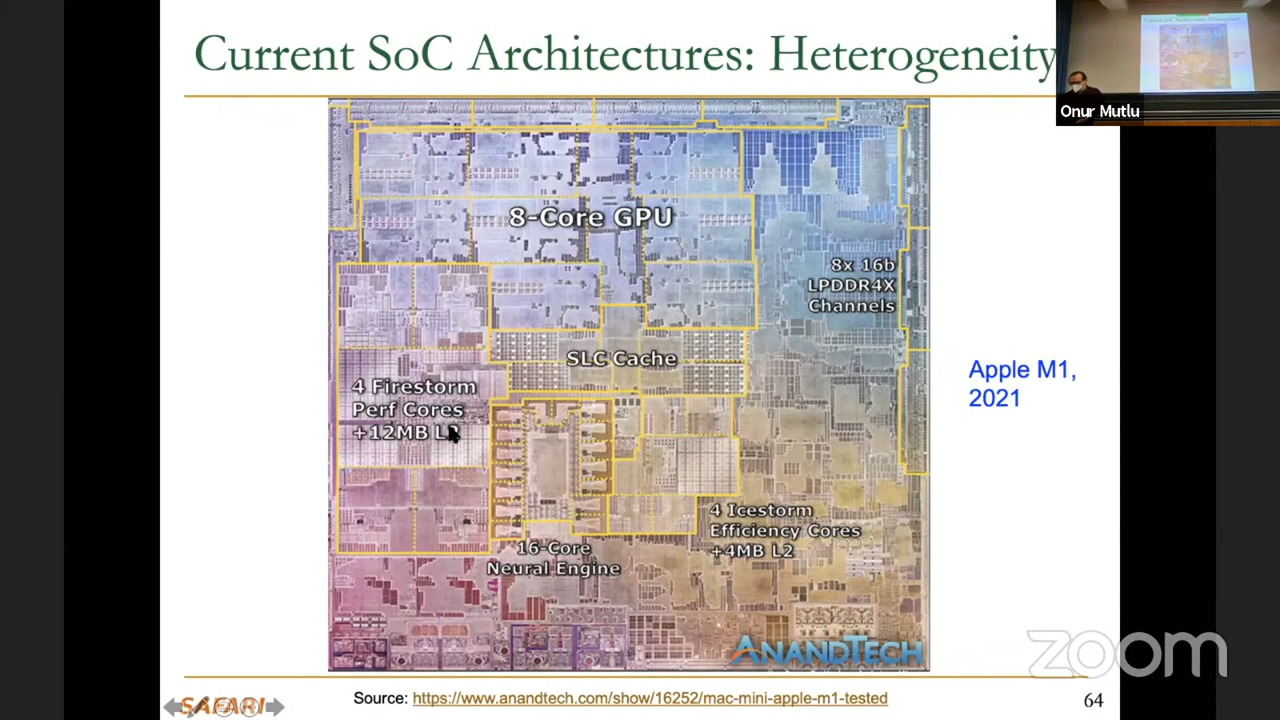 Current SoC Architectures: Heterogeneity
Onur Mutlu
8-Core GPU
8x 16b
LPDDR4X
Channels
SLC Cache
Apple M1,
2021
4 Firestorm
Perf Cores
+12MB L2
4 Icestorm
Efficiency Cores
+4MB L2
16-Core
Neural Engine
ANANDTECH
zoom
SAFARI
Source: https://www.anandtech.com/show/16252/mac-mini-apple-m1-tested
64